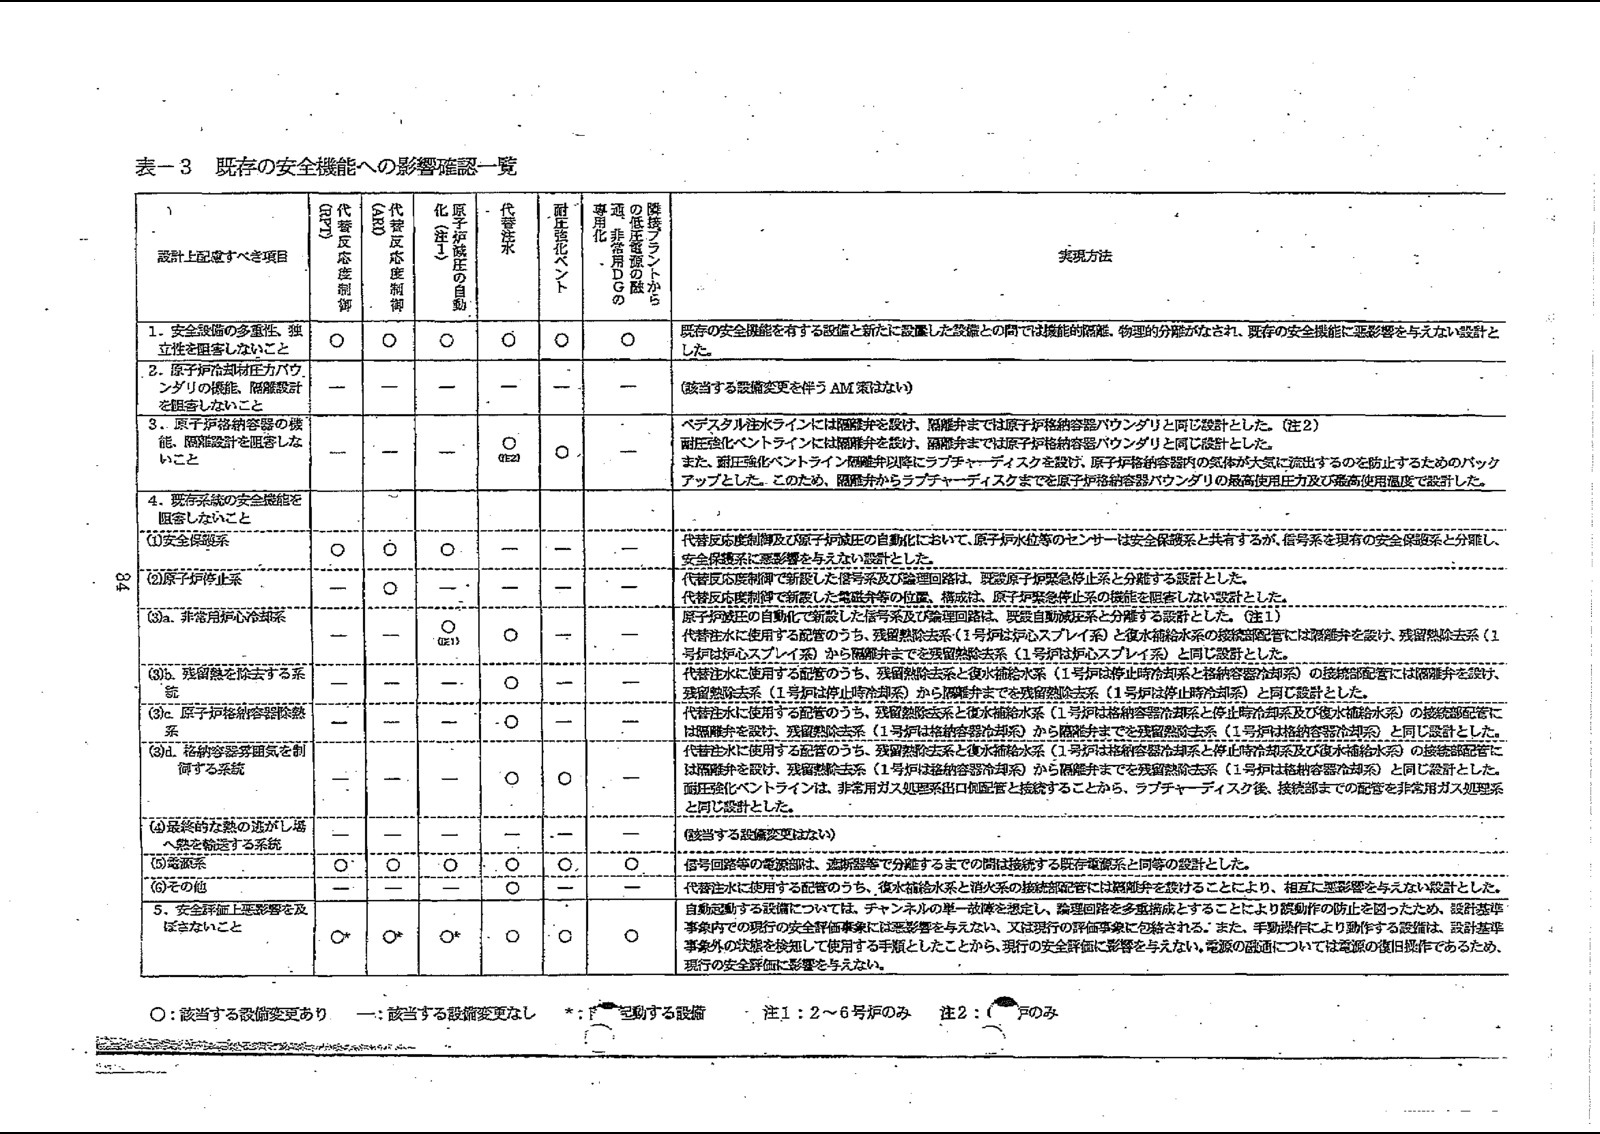 表－3　既存の安全機能への影響確認一覧
設計上配慮すべき項目
代替反応度制御
(RPT)
代替反応度制御
(ARI)
原子炉減圧の自動
化（注1）
代替注水
耐圧強化ベント
隣接プラントから
の低圧電源の融
通、非常用DGの
専用化
実現方法
1．安全設備の多重性、独
立性を阻害しないこと
○ ○ ○ ○ ○ ○
既存の安全機能を有する設備と新たに設置した設備との間では機能的隔離、物理的分離がなされ、既存の安全機能に悪影響を与えない設計と
した。
2．原子炉冷却材圧力バウ
ンダリの機能、隔離設計
を阻害しないこと
－ － － － － －
(該当する設備変更を伴うAM策はない)
3．原子炉格納容器の機
能、隔離設計を阻害しな
いこと
－ － － ○ ○ －
(注2)
ペデスタル注水ラインには隔離弁を設け、隔離弁までは原子炉格納容器バウンダリと同じ設計とした。(注2)
耐圧強化ベントラインには隔離弁を設け、隔離弁までは原子炉格納容器バウンダリと同じ設計とした。
また、耐圧強化ベントライン隔離弁以降にラプチャーディスクを設け、原子炉格納容器内の気体が大気に流出するのを防止するためのバック
アップとした。このため、隔離弁からラプチャーディスクまでを原子炉格納容器バウンダリの最高使用圧力及び最高使用温度で設計した。
4．既存系統の安全機能を
阻害しないこと
(1)安全保護系
○ ○ ○ － － －
代替反応度制御及び原子炉減圧の自動化において、原子炉水位等のセンサーは安全保護系と共有するが、信号系を現有の安全保護系と分離し、
安全保護系に悪影響を与えない設計とした。
(2)原子炉停止系
－ ○ － － － －
代替反応度制御で新設した信号系及び論理回路は、既設原子炉緊急停止系と分離する設計とした。
代替反応度制御で新設した電磁弁等の位置、構成は、原子炉緊急停止系の機能を阻害しない設計とした。
(3)a．非常用炉心冷却系
－ － ○ ○ － －
(注1)
原子炉減圧の自動化で新設した信号系及び論理回路は、既設自動減圧系と分離する設計とした。(注1)
代替注水に使用する配管のうち、残留熱除去系（1号炉は炉心スプレイ系）と復水補給水系の接続部配管には隔離弁を設け、残留熱除去系（1
号炉は炉心スプレイ系）から隔離弁までを残留熱除去系（1号炉は炉心スプレイ系）と同じ設計とした。
(3)b．残留熱を除去する系
統
－ － － ○ － －
代替注水に使用する配管のうち、残留熱除去系と復水補給水系（1号炉は停止時冷却系と格納容器冷却系）の接続部配管には隔離弁を設け、
残留熱除去系（1号炉は停止時冷却系）から隔離弁までを残留熱除去系（1号炉は停止時冷却系）と同じ設計とした。
(3)c．原子炉格納容器除熱
系
－ － － ○ － －
代替注水に使用する配管のうち、残留熱除去系と復水補給水系（1号炉は格納容器冷却系と停止時冷却系及び復水補給水系）の接続部配管に
は隔離弁を設け、残留熱除去系（1号炉は格納容器冷却系）から隔離弁までを残留熱除去系（1号炉は格納容器冷却系）と同じ設計とした。
(3)d．格納容器雰囲気を制
御する系統
－ － － ○ ○ －
代替注水に使用する配管のうち、残留熱除去系と復水補給水系（1号炉は格納容器冷却系と停止時冷却系及び復水補給水系）の接続部配管に
は隔離弁を設け、残留熱除去系（1号炉は格納容器冷却系）から隔離弁までを残留熱除去系（1号炉は格納容器冷却系）と同じ設計とした。
耐圧強化ベントラインは、非常用ガス処理系出口側配管と接続することから、ラプチャーディスク後、接続部までの配管を非常用ガス処理系
と同じ設計とした。
(4)最終的な熱の逃がし場
へ熱を輸送する系統
－ － － － － －
(該当する設備変更はない)
(5)電源系
○ ○ ○ ○ ○ ○
信号回路等の電源部は、遮断器等で分離するまでの間は接続する既存電源系と同等の設計とした。
(6)その他
－ － － ○ － －
代替注水に使用する配管のうち、復水補給水系と消火系の接続部配管には隔離弁を設けることにより、相互に悪影響を与えない設計とした。
5．安全評価上悪影響を及
ぼさないこと
○* ○* ○* ○ ○ ○
自動起動する設備については、チャンネルの単一故障を想定し、論理回路を多重構成とすることにより誤動作の防止を図ったため、設計基準
事象内での現行の安全評価事象には悪影響を与えない、又は現行の評価事象に包絡される。また、手動操作により動作する設備は、設計基準
事象外の状態を検知して使用する手順としたことから、現行の安全評価に影響を与えない。電源の融通については電源の復旧操作であるため、
現行の安全評価に影響を与えない。
○：該当する設備変更あり　－：該当する設備変更なし　*：起動する設備　注1：2～6号炉のみ　注2：炉のみ
84